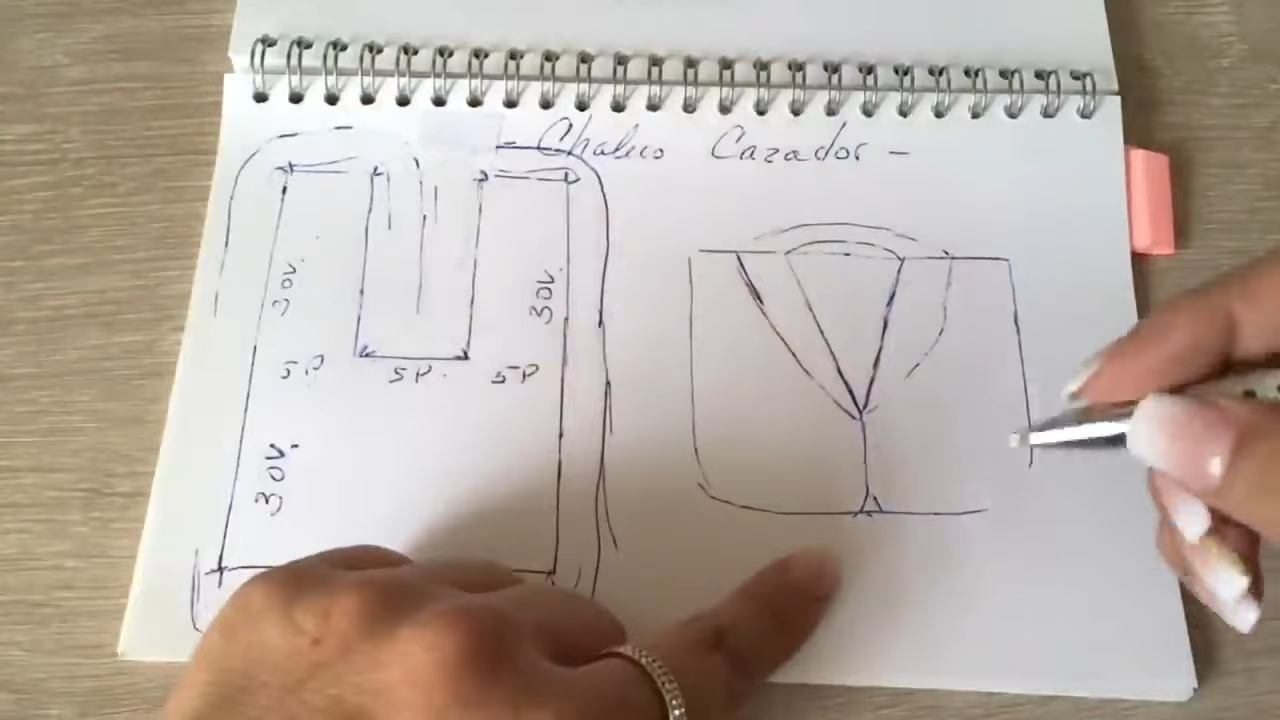 - Chaleco Cazador -
30V. 30V.
5P 5P. 5P
30V.